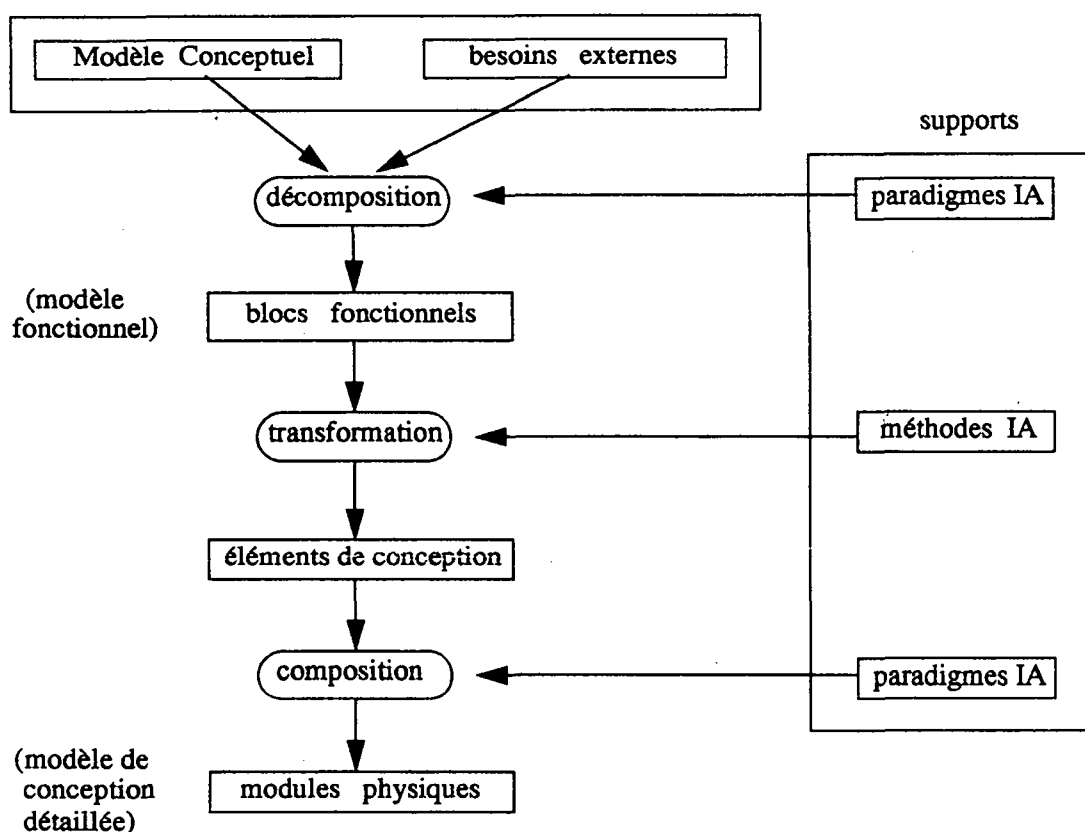 Modèle Conceptuel
besoins externes
supports
décomposition
paradigmes IA
(modèle
fonctionnel)
blocs fonctionnels
transformation
méthodes IA
éléments de conception
composition
paradigmes IA
(modèle de
conception
détaillée)
modules physiques